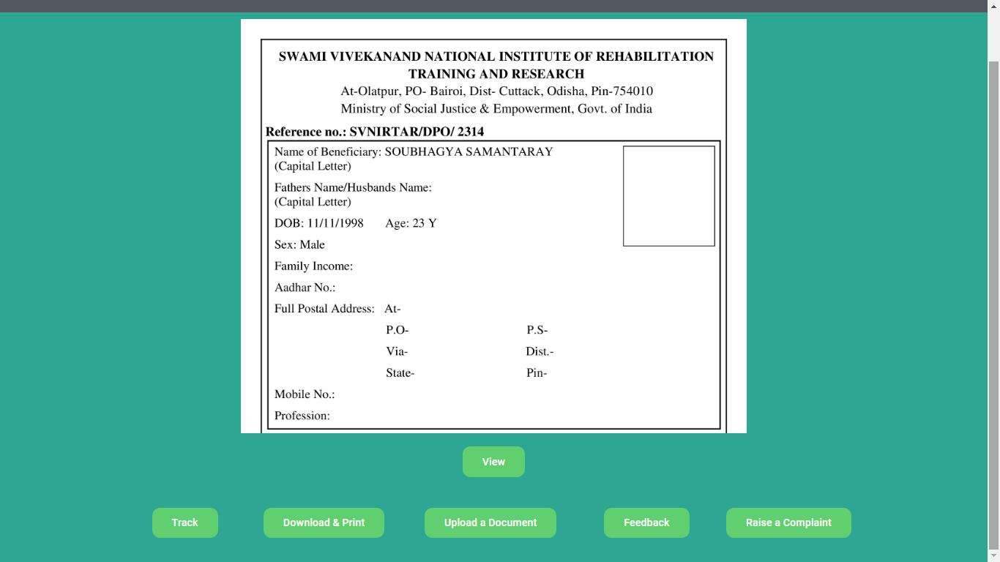 SWAMI VIVEKANAND NATIONAL INSTITUTE OF REHABILITATION
TRAINING AND RESEARCH
At-Olatpur, PO- Bairoi, Dist- Cuttack, Odisha, Pin-754010
Ministry of Social Justice & Empowerment, Govt. of India
Reference no.: SVNIRTAR/DPO/ 2314
Name of Beneficiary: SOUBHAGYA SAMANTARAY
(Capital Letter)
Fathers Name/Husbands Name:
(Capital Letter)
DOB: 11/11/1998 Age: 23 Y
Sex: Male
Family Income:
Aadhar No.:
Full Postal Address: At-
P.O- P.S-
Via- Dist.-
State- Pin-
Mobile No.:
Profession:
View
Track Download & Print Upload a Document Feedback Raise a Complaint